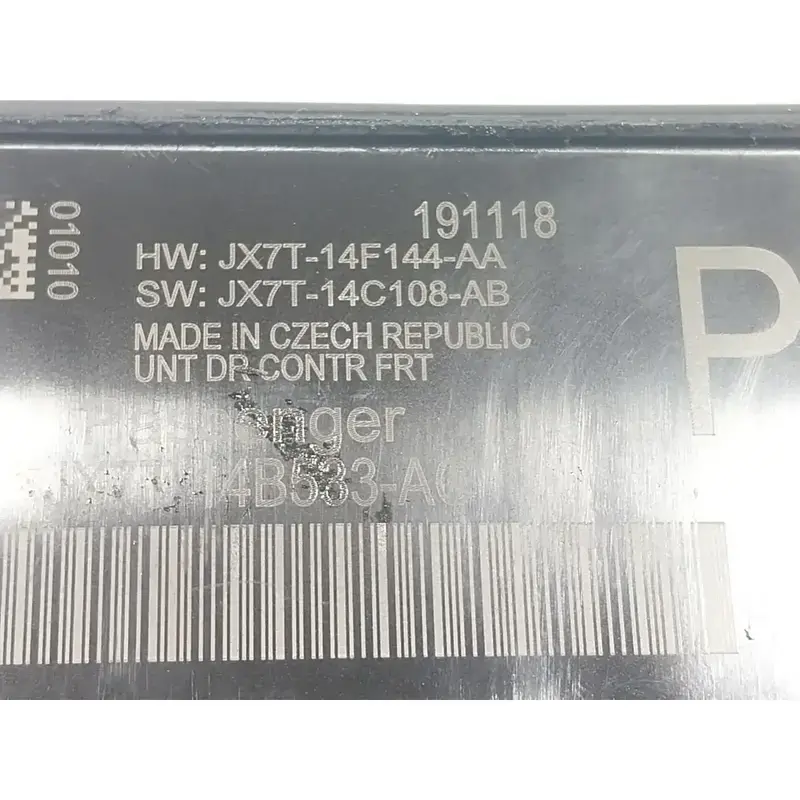 01010
191118
HW: JX7T-14F144-AA
SW: JX7T-14C108-AB
MADE IN CZECH REPUBLIC
UNT DR CONTR FRT
P